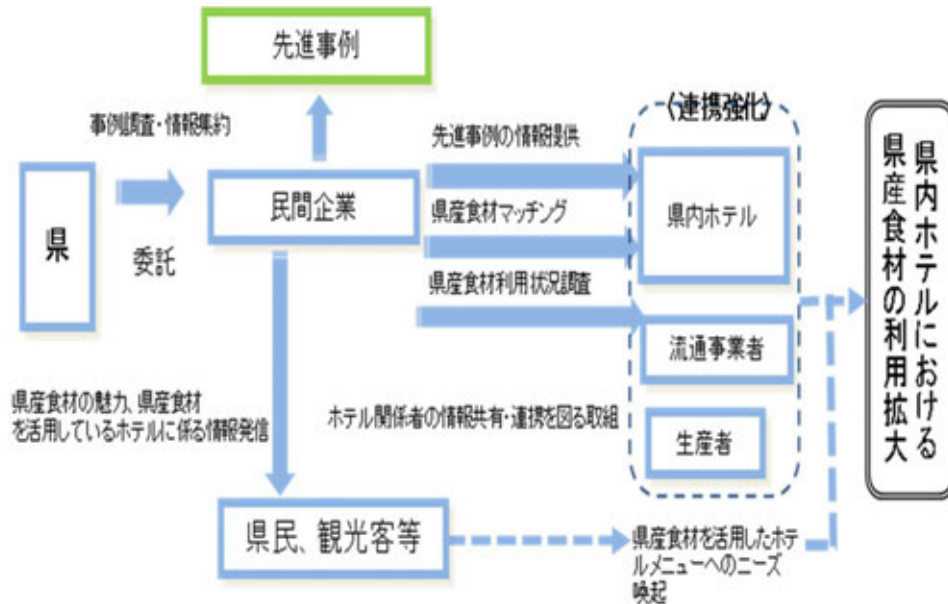 先進事例
事例調査・情報集約
県
委託
民間企業
先進事例の情報提供
県産食材マッチング
県産食材利用状況調査
〈連携強化〉
県内ホテル
流通事業者
生産者
県内ホテルにおける
県産食材の利用拡大
県産食材の魅力、県産食材
を活用しているホテルに係る情報発信
ホテル関係者の情報共有・連携を図る取組
県民、観光客等
県産食材を活用したホテ
ルメニューへのニーズ
喚起